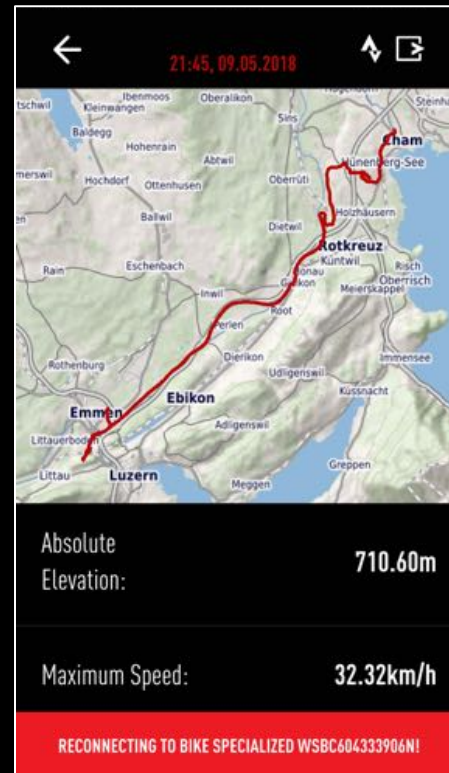 21:45, 09.05.2018
Ibenmoos
Oberalikon
Steinha
tschwil
Kleinwangen
Sins
Cham
Baldegg
Hünenberg-See
Hohenrain
Abtwil
merswil
Hochdorf
Ottenhusen
Oberrüti
Ballwil
Holzhäusern
Dietwil
Rotkreuz
Küntwil
Rain
Eschenbach
Risch
Oberrisch
Inwil
Meierskappel
Root
Perlen
Dierikon
Immensee
Rothenburg
Udligenswil
Ebikon
Küssnacht
Emmen
Adligenswil
Littauerboden
Greppen
Littau
Luzern
Meggen
Absolute
Elevation:
710.60m
Maximum Speed:
32.32km/h
RECONNECTING TO BIKE SPECIALIZED WSBC604333906N!